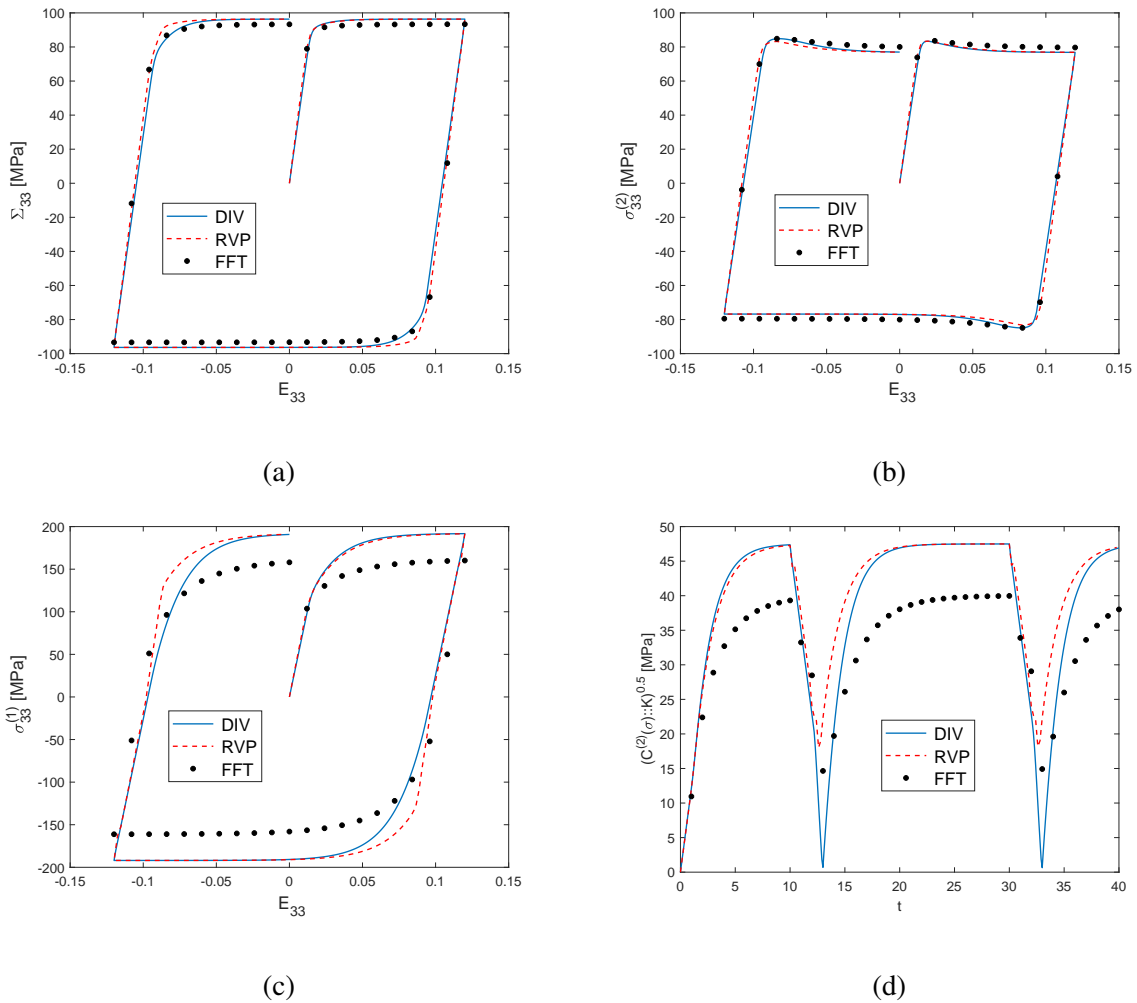 100
80
60
40
20
0
-20
-40
-60
-80
-100
-0.15 -0.1 -0.05 0 0.05 0.1 0.15
Σ33 [MPa]
E33
DIV
RVP
FFT
(a)
100
80
60
40
20
0
-20
-40
-60
-80
-100
-0.15 -0.1 -0.05 0 0.05 0.1 0.15
σ33(2) [MPa]
E33
DIV
RVP
FFT
(b)
200
150
100
50
0
-50
-100
-150
-200
-0.15 -0.1 -0.05 0 0.05 0.1 0.15
σ33(1) [MPa]
E33
DIV
RVP
FFT
(c)
50
45
40
35
30
25
20
15
10
5
0
0 5 10 15 20 25 30 35 40
(C(2)(σ)::K)0.5 [MPa]
t
DIV
RVP
FFT
(d)